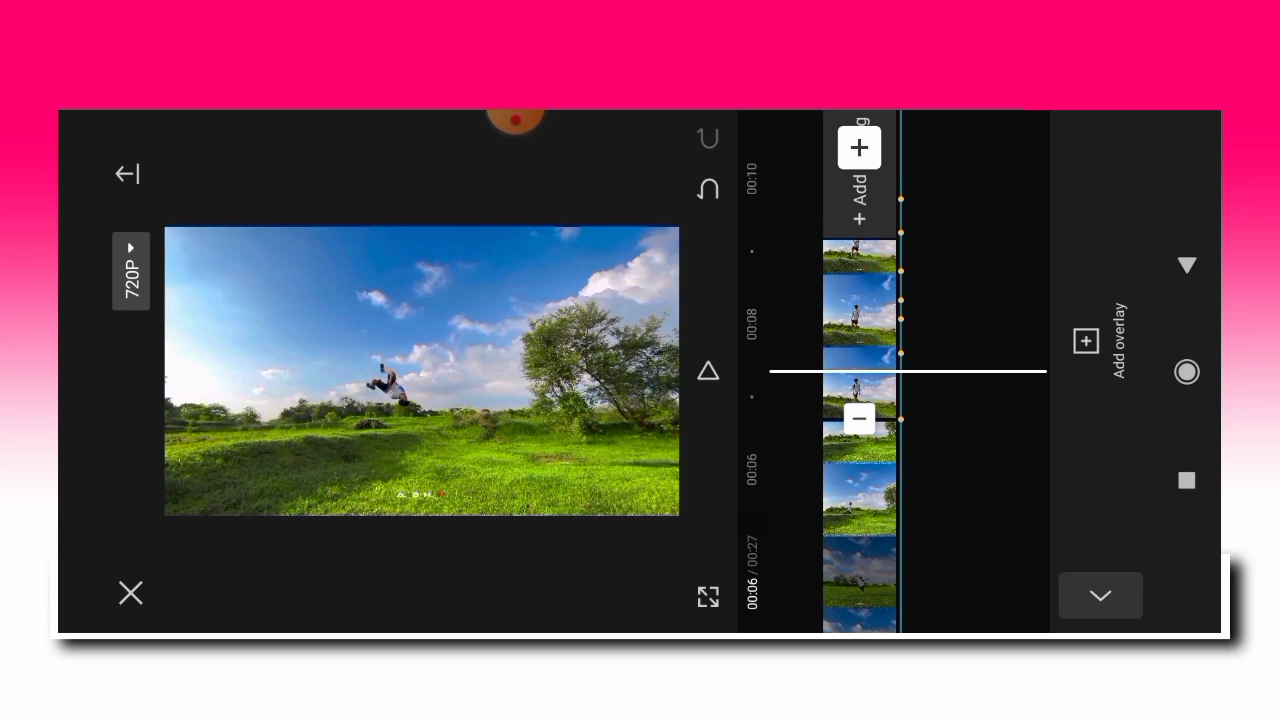 720P
A B H
00:06 / 00:27
00:06
00:08
00:10
+ Add
g
Add overlay